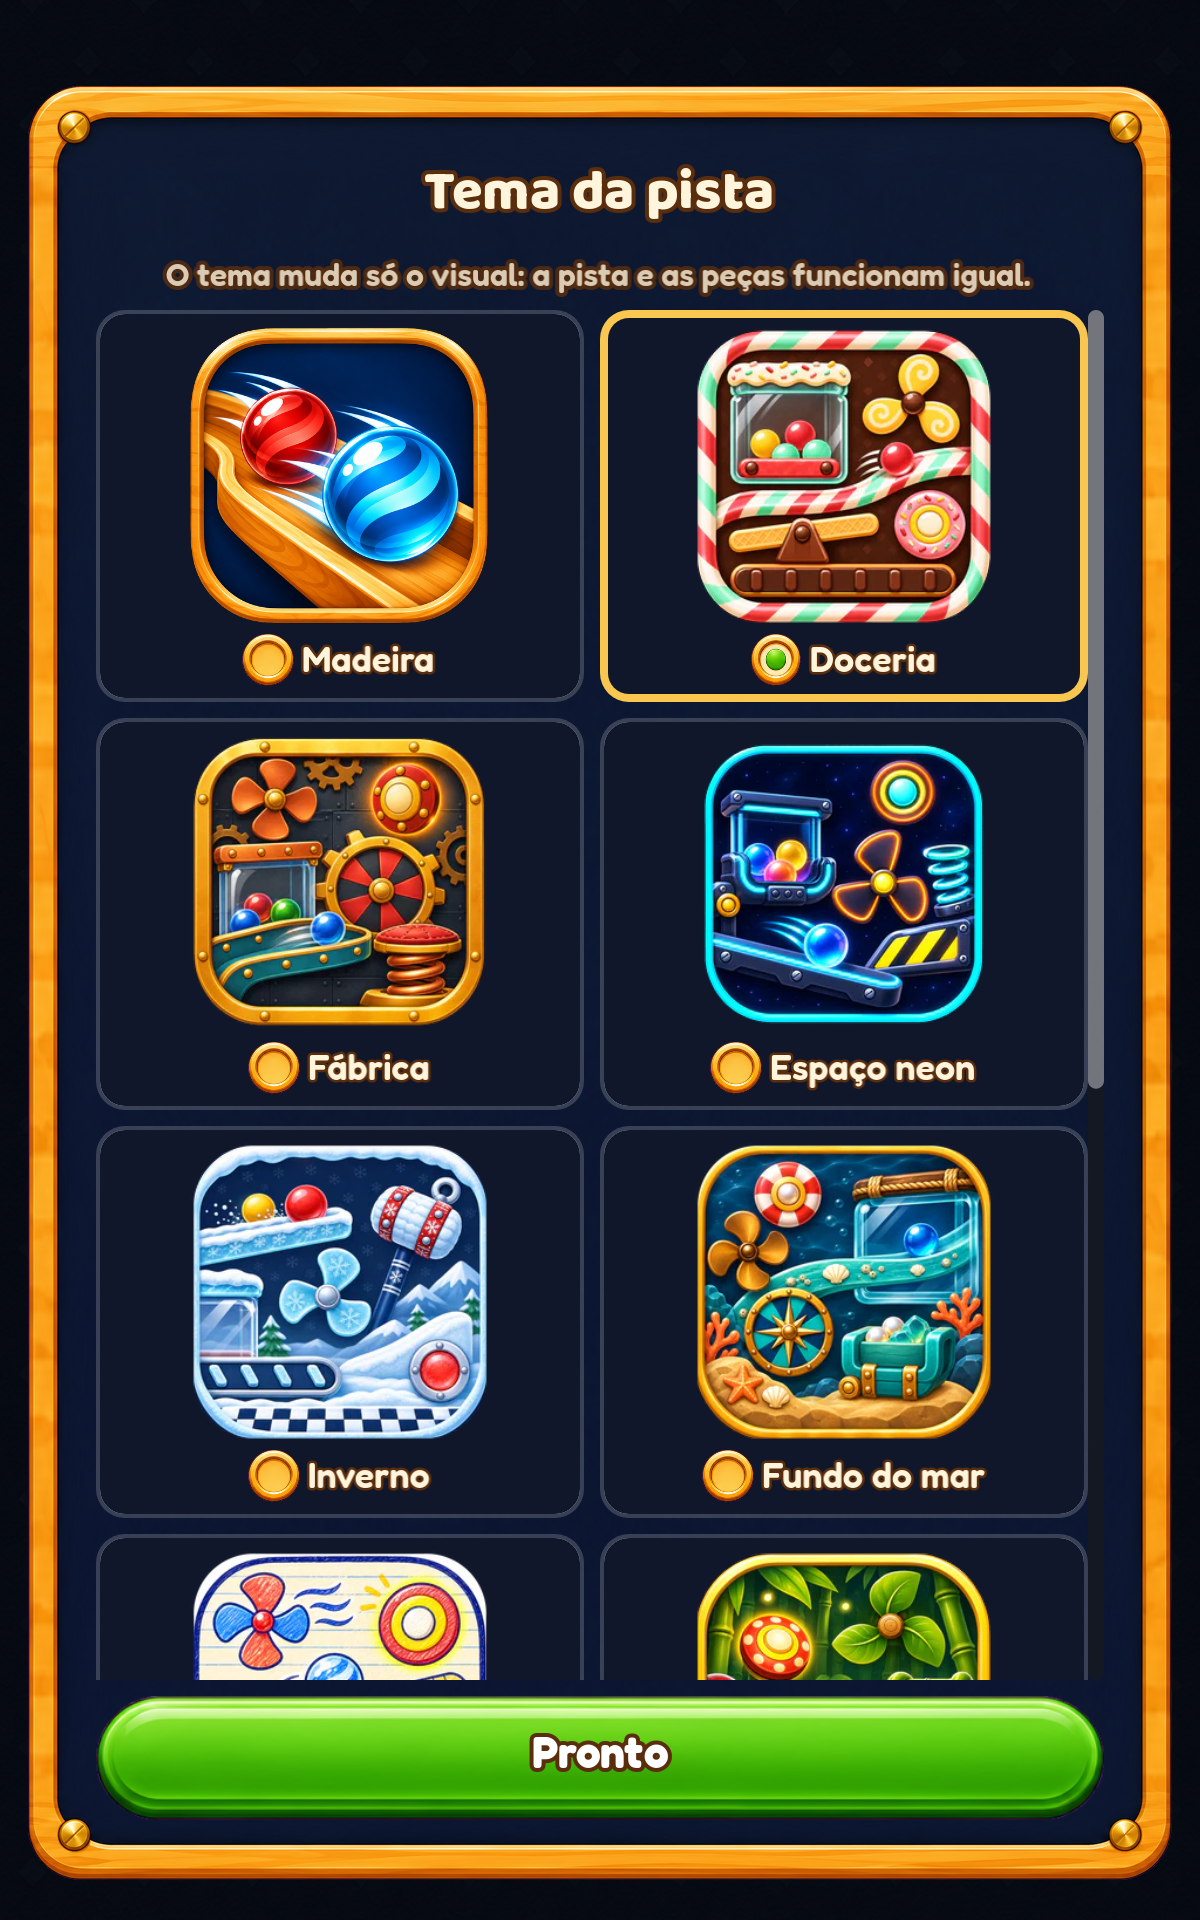 Tema da pista
O tema muda só o visual: a pista e as peças funcionam igual.
Madeira
Doceria
Fábrica
Espaço neon
Inverno
Fundo do mar
Pronto